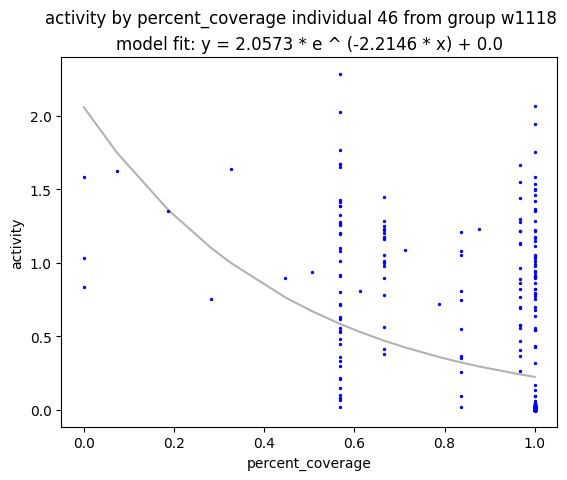 activity by percent_coverage individual 46 from group w1118
model fit: y = 2.0573 * e ^ (-2.2146 * x) + 0.0
2.0
1.5
1.0
0.5
0.0
activity
0.0 0.2 0.4 0.6 0.8 1.0
percent_coverage